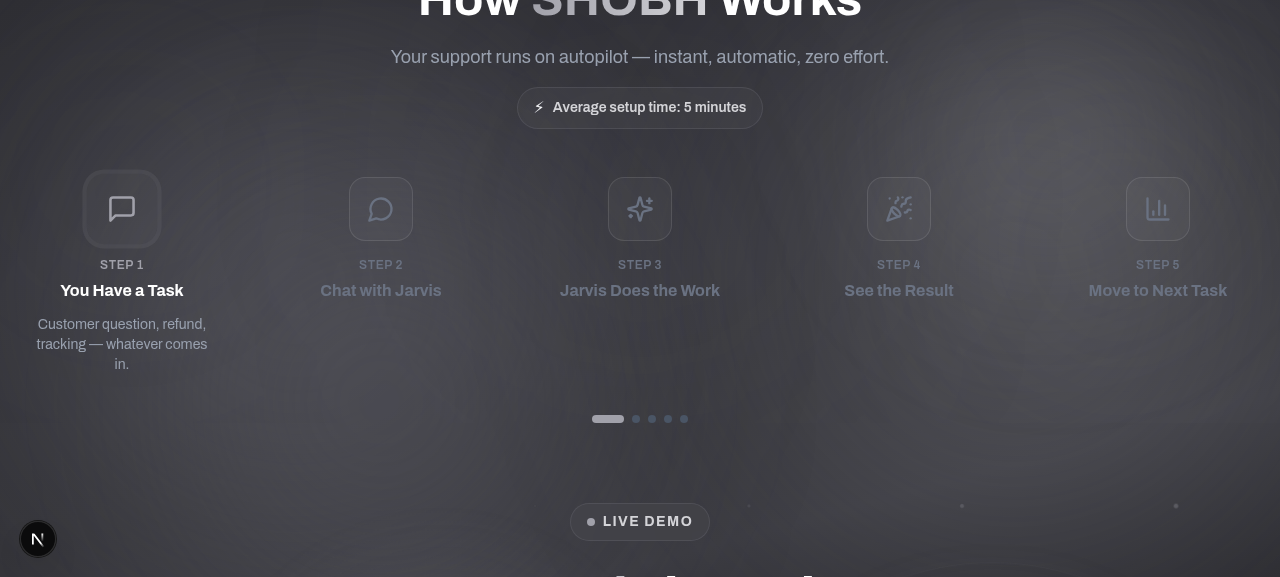 How SHOBH Works
Your support runs on autopilot — instant, automatic, zero effort.
⚡ Average setup time: 5 minutes
STEP 1
You Have a Task
Customer question, refund,
tracking — whatever comes
in.
STEP 2
Chat with Jarvis
STEP 3
Jarvis Does the Work
STEP 4
See the Result
STEP 5
Move to Next Task
LIVE DEMO
N